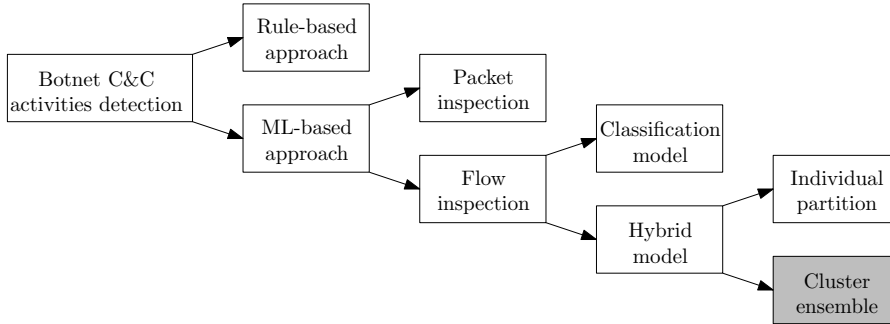 Rule-based
approach
Botnet C&C
activities detection
Packet
inspection
ML-based
approach
Classification
model
Flow
inspection
Individual
partition
Hybrid
model
Cluster
ensemble